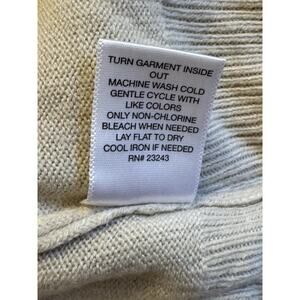 TURN GARMENT INSIDE
OUT
MACHINE WASH COLD
GENTLE CYCLE WITH
LIKE COLORS
ONLY NON-CHLORINE
BLEACH WHEN NEEDED
LAY FLAT TO DRY
COOL IRON IF NEEDED
RN# 23243